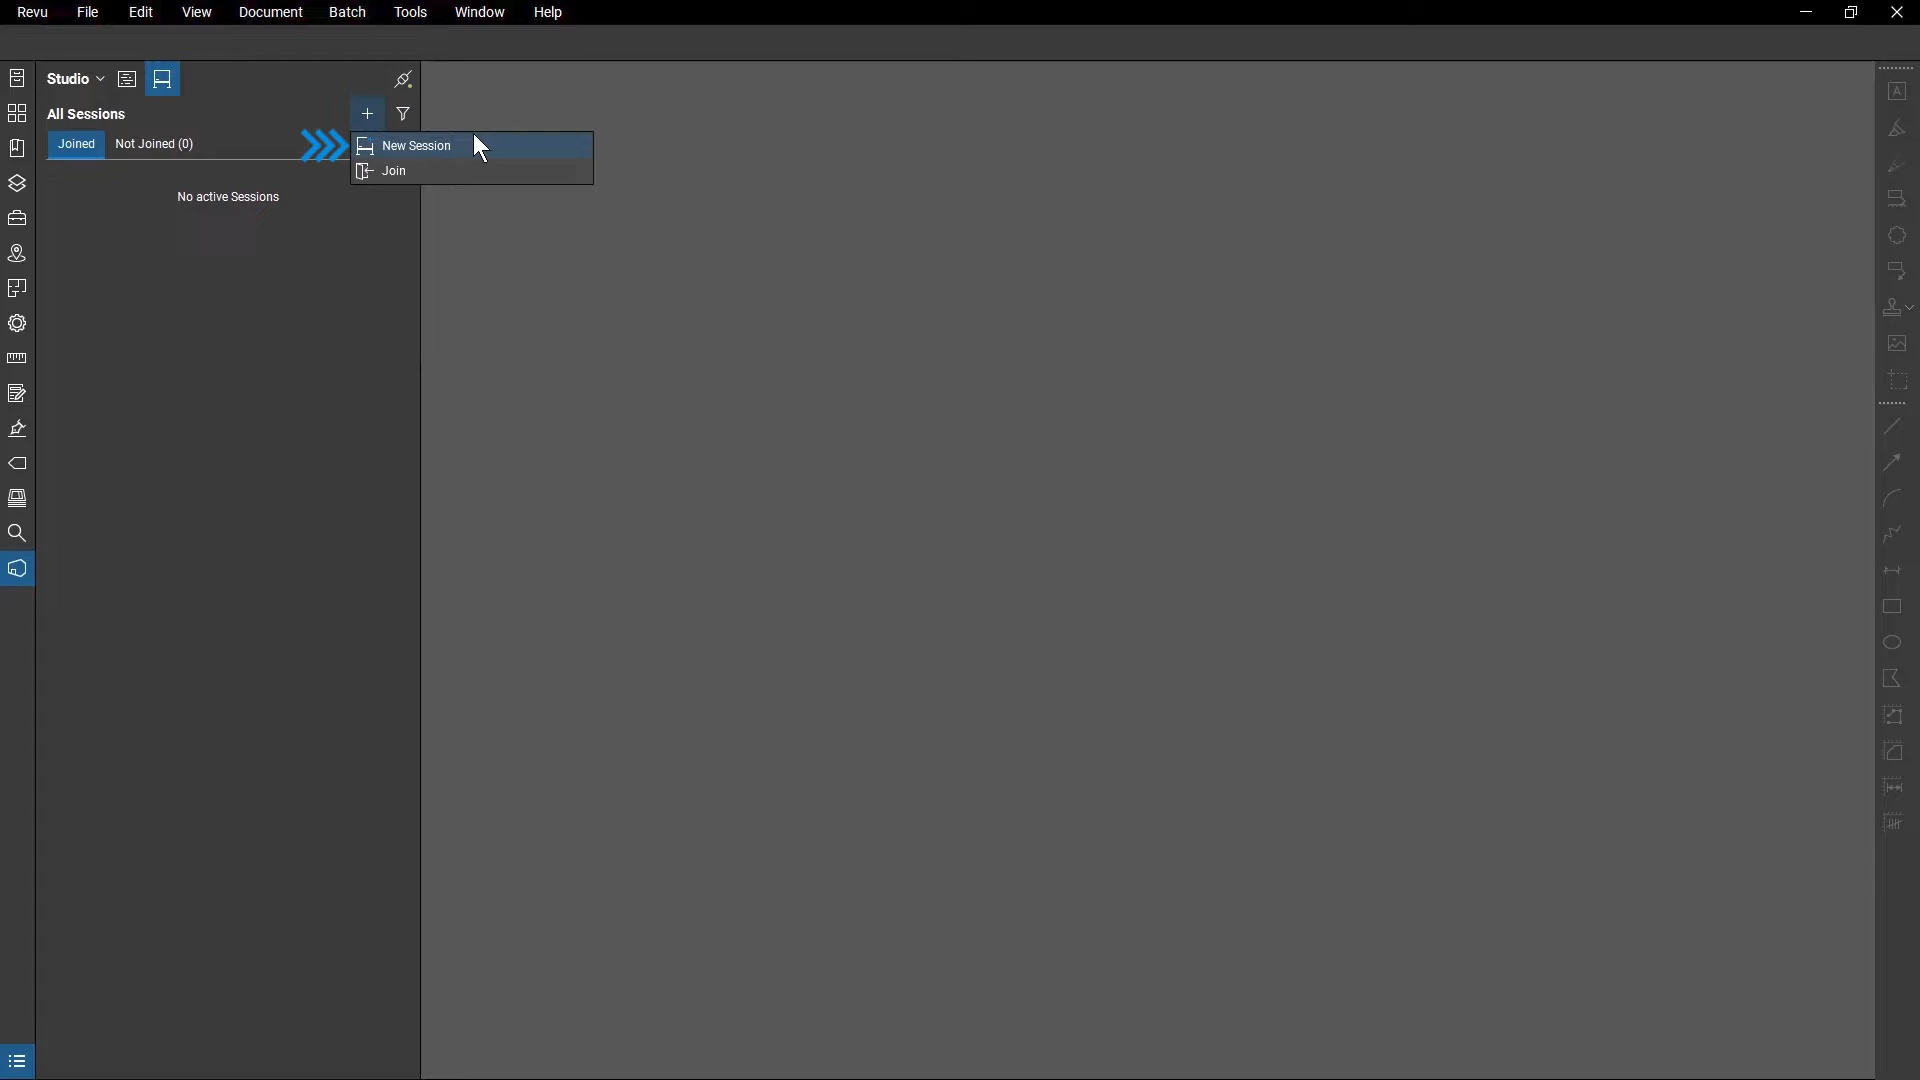 Revu File Edit View Document Batch Tools Window Help
Studio
All Sessions
Joined Not Joined (0)
New Session
Join
No active Sessions
A